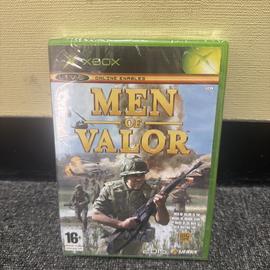 XBOX
LIVE ONLINE ENABLED
MEN
OF
VALOR
16+